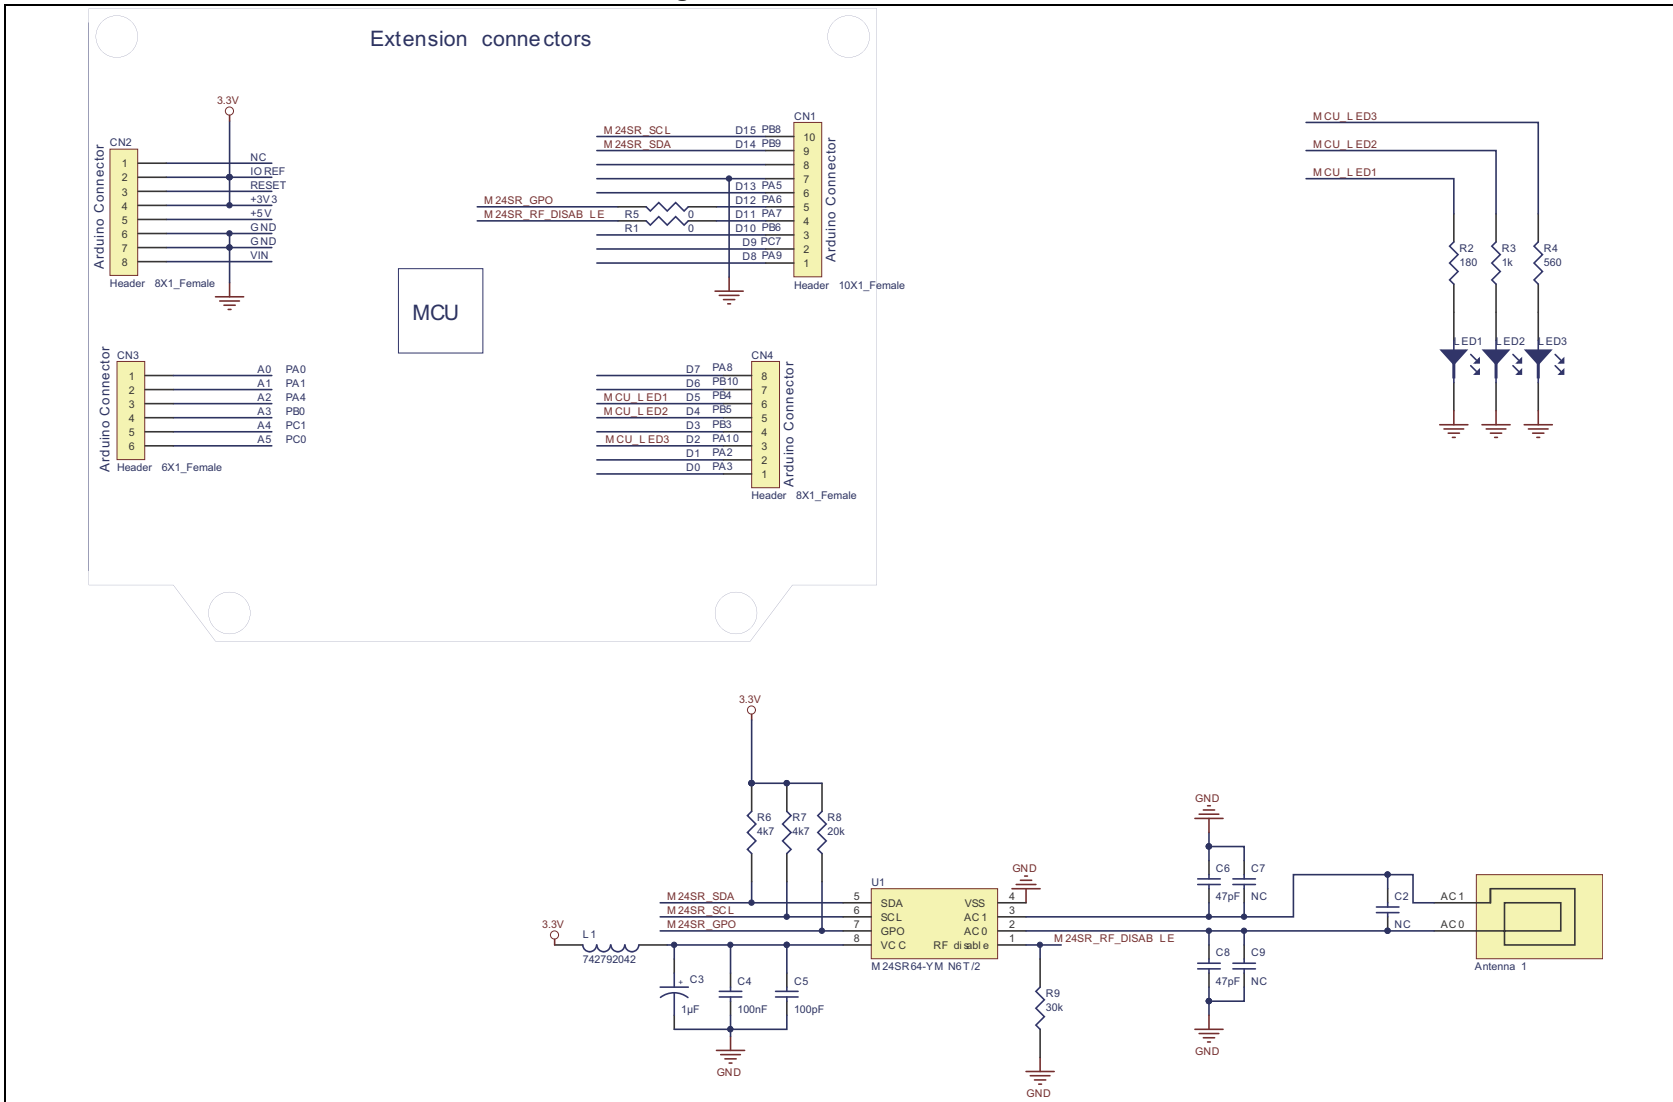 Extension connectors
3.3V
CN2
Arduino Connector
1 NC
2 IOREF
3 RESET
4 +3V3
5 +5V
6 GND
7 GND
8 VIN
Header 8X1_Female
CN1
Arduino Connector
M24SR_SCL D15 PB8 10
M24SR_SDA D14 PB9 9
8
7
D13 PA5 6
M24SR_GPO R5 0 D12 PA6 5
M24SR_RF_DISABLE R1 0 D11 PA7 4
D10 PB6 3
D9 PC7 2
D8 PA9 1
Header 10X1_Female
MCU
CN3
Arduino Connector
1 A0 PA0
2 A1 PA1
3 A2 PA4
4 A3 PB0
5 A4 PC1
6 A5 PC0
Header 6X1_Female
CN4
Arduino Connector
D7 PA8 8
D6 PB10 7
MCU_LED1 D5 PB4 6
MCU_LED2 D4 PB5 5
D3 PB3 4
MCU_LED3 D2 PA10 3
D1 PA2 2
D0 PA3 1
Header 8X1_Female
MCU_LED3
MCU_LED2
MCU_LED1
R2 R3 R4
180 1k 560
LED1 LED2 LED3
3.3V
R6 R7 R8
4k7 4k7 20k
U1
M24SR_SDA 5 SDA
M24SR_SCL 6 SCL
M24SR_GPO 7 GPO
8 VCC
VSS 4 GND
AC1 3
AC0 2
RF disable 1 M24SR_RF_DISABLE
M24SR64-YMN6T/2
3.3V
L1
742792042
+ C3 C4 C5
1µF 100nF 100pF
GND
R9
30k
GND
GND
C6 C7
47pF NC
C8 C9
47pF NC
GND
C2
NC
AC1
AC0
Antenna 1